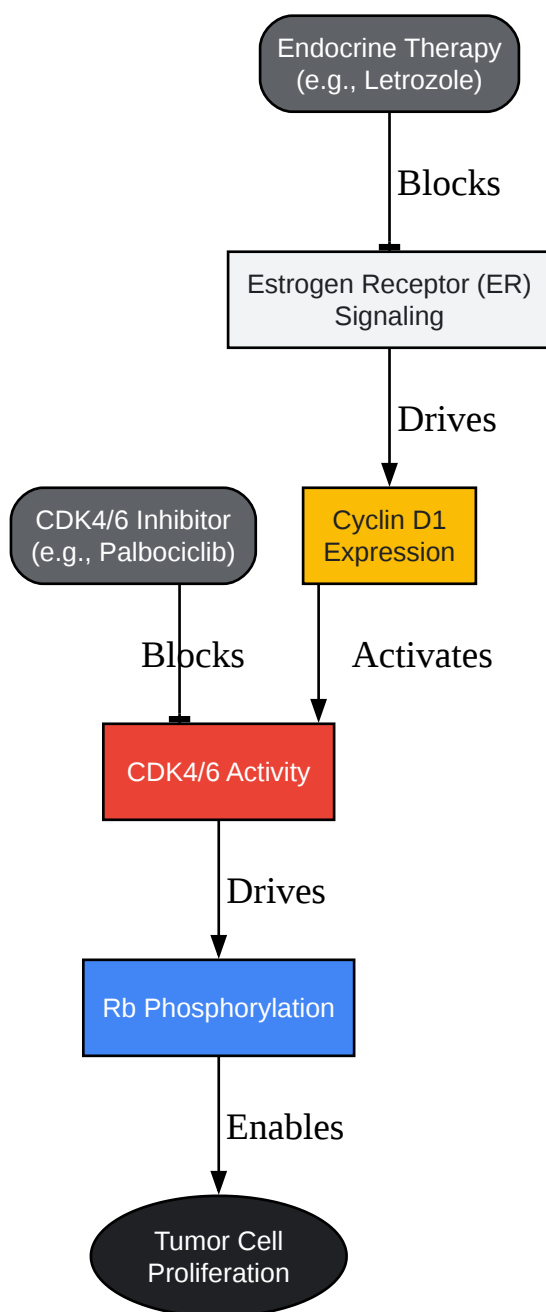 Endocrine Therapy
(e.g., Letrozole)
Blocks
Estrogen Receptor (ER)
Signaling
Drives
CDK4/6 Inhibitor
(e.g., Palbociclib)
Cyclin D1
Expression
Blocks
Activates
CDK4/6 Activity
Drives
Rb Phosphorylation
Enables
Tumor Cell
Proliferation